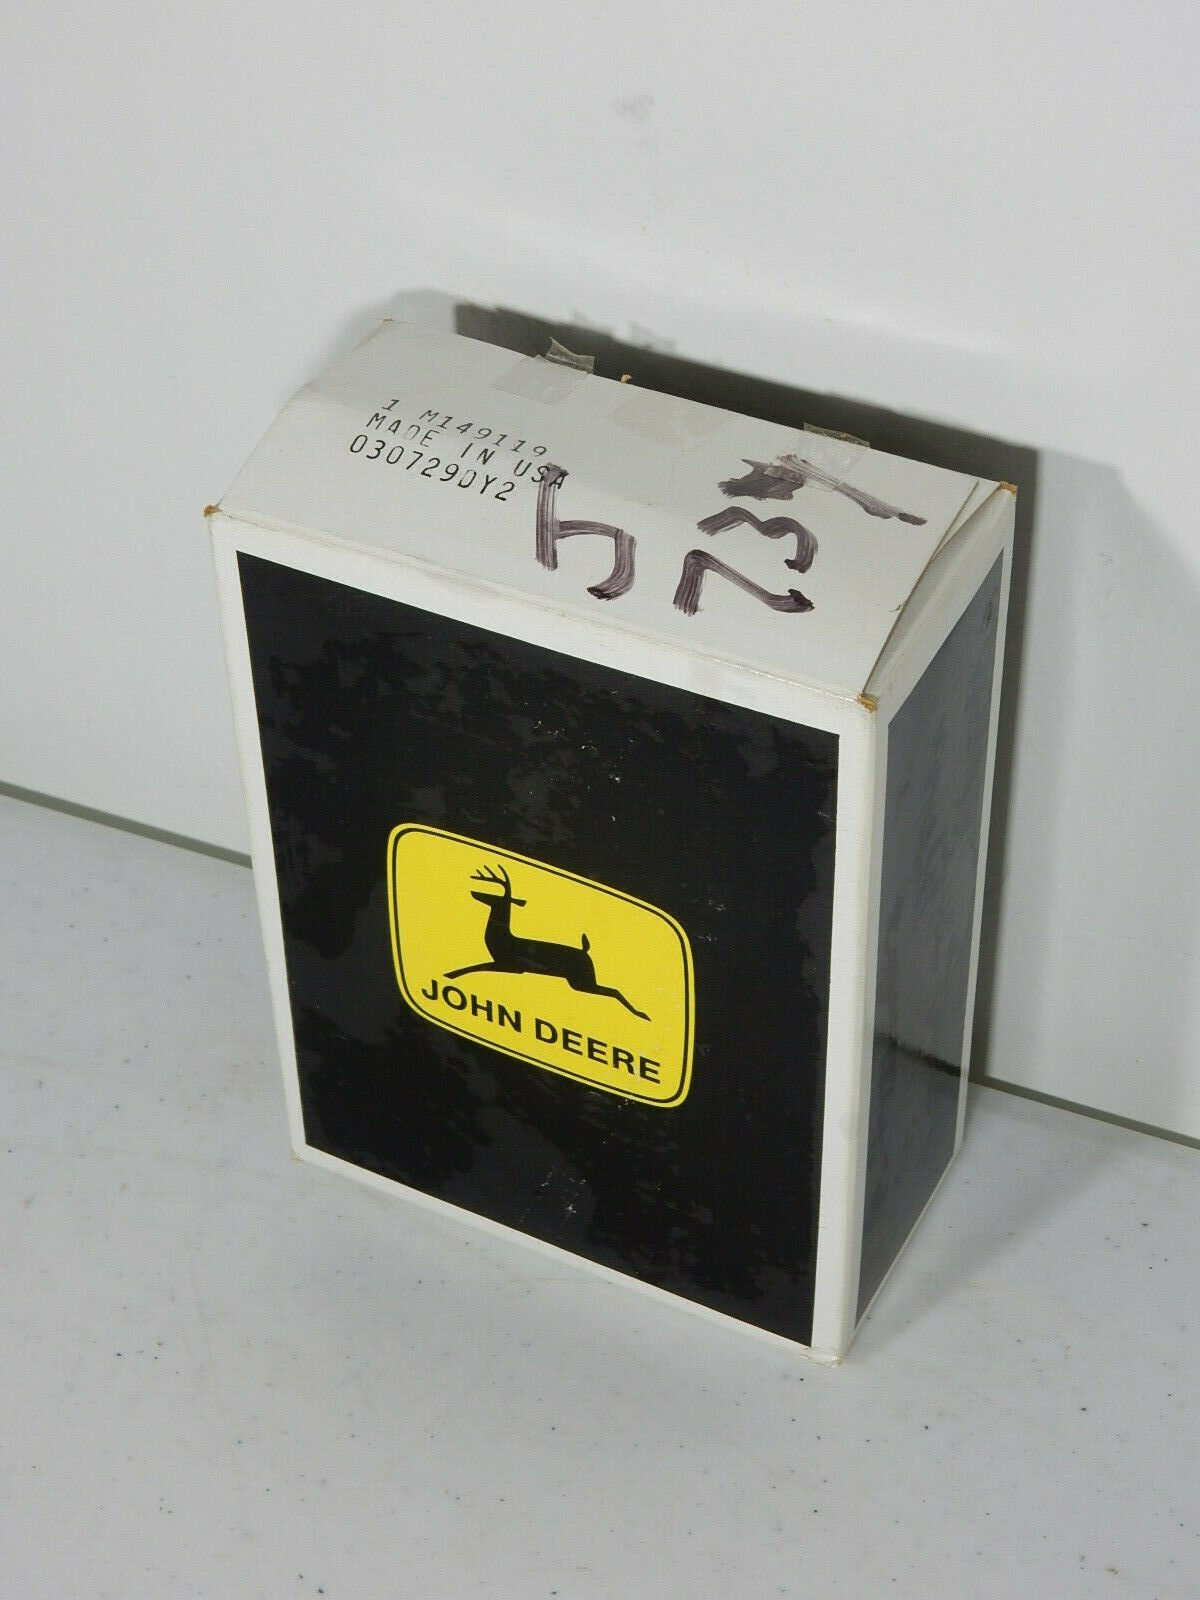 1 M149119
MADE IN USA
030729DY2
JOHN DEERE